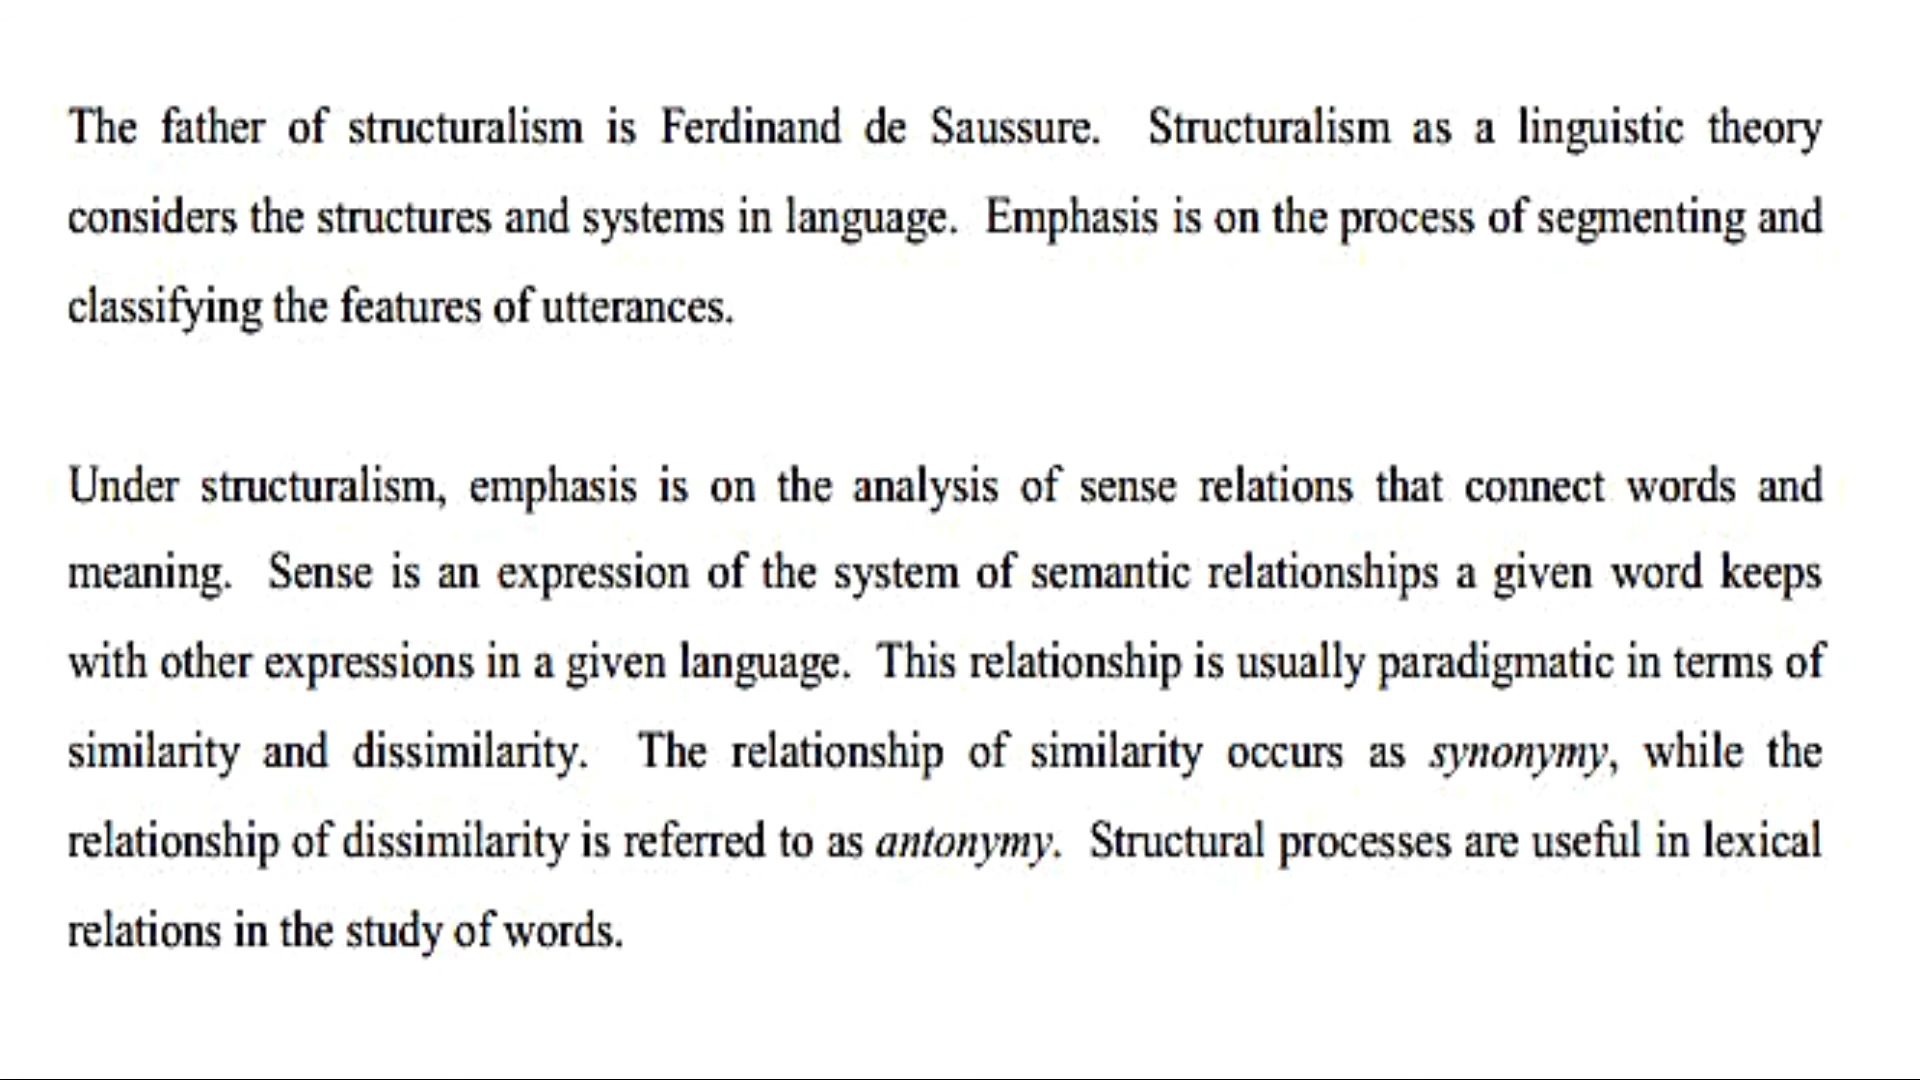 The father of structuralism is Ferdinand de Saussure. Structuralism as a linguistic theory
considers the structures and systems in language. Emphasis is on the process of segmenting and
classifying the features of utterances.
Under structuralism, emphasis is on the analysis of sense relations that connect words and
meaning. Sense is an expression of the system of semantic relationships a given word keeps
with other expressions in a given language. This relationship is usually paradigmatic in terms of
similarity and dissimilarity. The relationship of similarity occurs as synonymy, while the
relationship of dissimilarity is referred to as antonymy. Structural processes are useful in lexical
relations in the study of words.